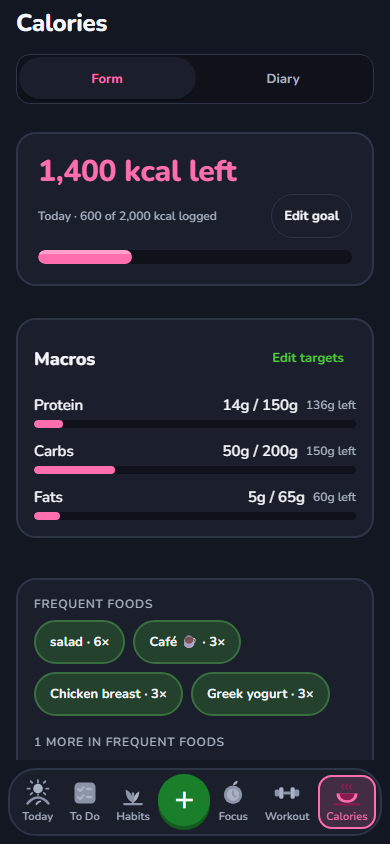 Calories
Form
Diary
1,400 kcal left
Today · 600 of 2,000 kcal logged
Edit goal
Macros
Edit targets
Protein
14g / 150g 136g left
Carbs
50g / 200g 150g left
Fats
5g / 65g 60g left
FREQUENT FOODS
salad · 6×
Café ☕ · 3×
Chicken breast · 3×
Greek yogurt · 3×
1 MORE IN FREQUENT FOODS
Today
To Do
Habits
Focus
Workout
Calories